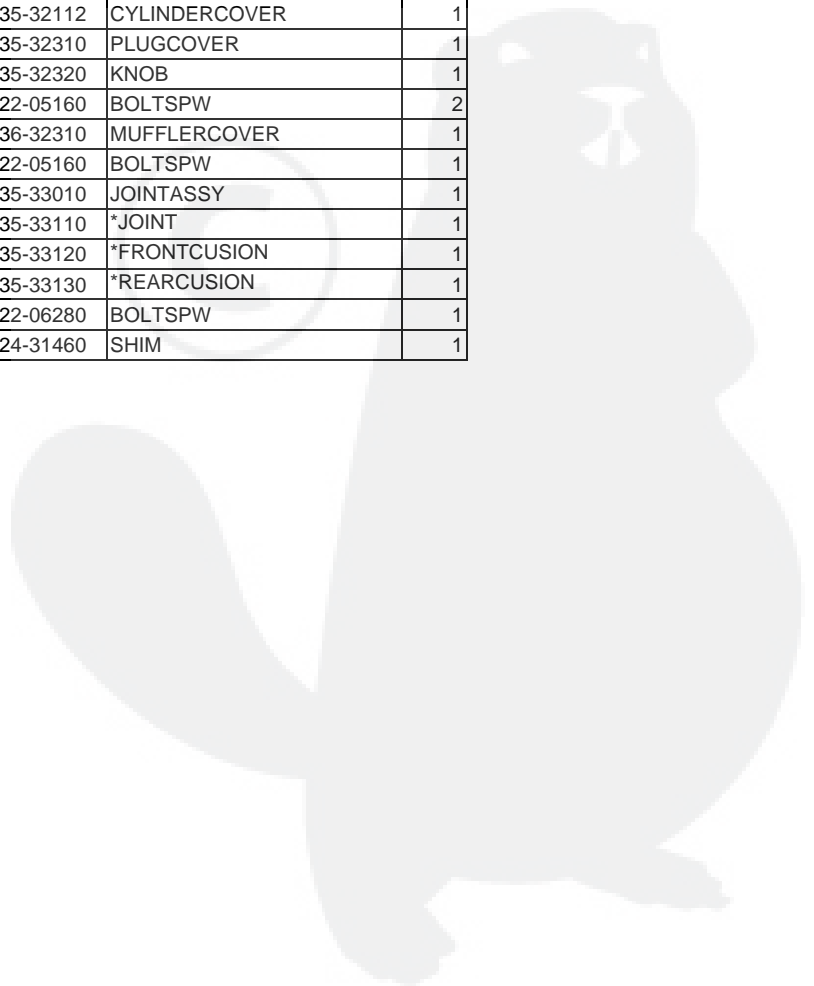 35-32112 CYLINDERCOVER 1
35-32310 PLUGCOVER 1
35-32320 KNOB 1
22-05160 BOLTSPW 2
36-32310 MUFFLERCOVER 1
22-05160 BOLTSPW 1
35-33010 JOINTASSY 1
35-33110 *JOINT 1
35-33120 *FRONTCUSION 1
35-33130 *REARCUSION 1
22-06280 BOLTSPW 1
24-31460 SHIM 1
©